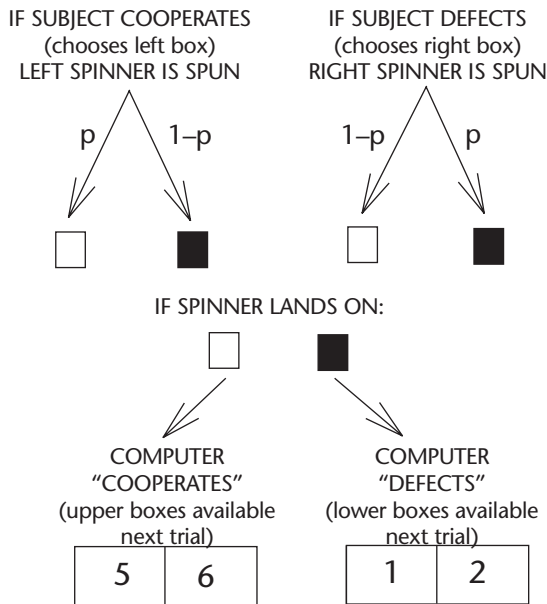 IF SUBJECT COOPERATES
(chooses left box)
LEFT SPINNER IS SPUN
p
1–p
IF SUBJECT DEFECTS
(chooses right box)
RIGHT SPINNER IS SPUN
1–p
p
IF SPINNER LANDS ON:
COMPUTER
“COOPERATES”
(upper boxes available
next trial)
5
6
COMPUTER
“DEFECTS”
(lower boxes available
next trial)
1
2